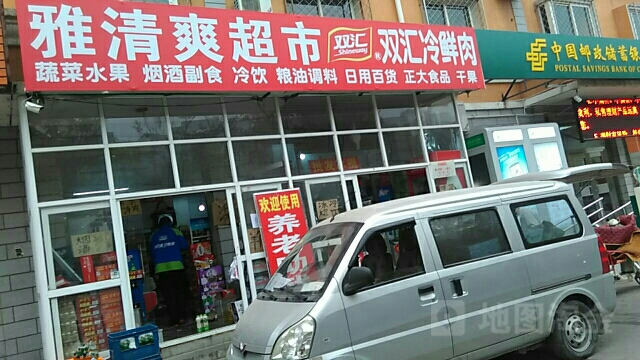 雅清爽超市
双汇
Shineway
双汇冷鲜肉
蔬菜水果 烟酒副食 冷饮 粮油调料 日用百货 正大食品 干果
中国邮政储蓄银
POSTAL SAVINGS BANK OF
欢迎使用
养老助
地图